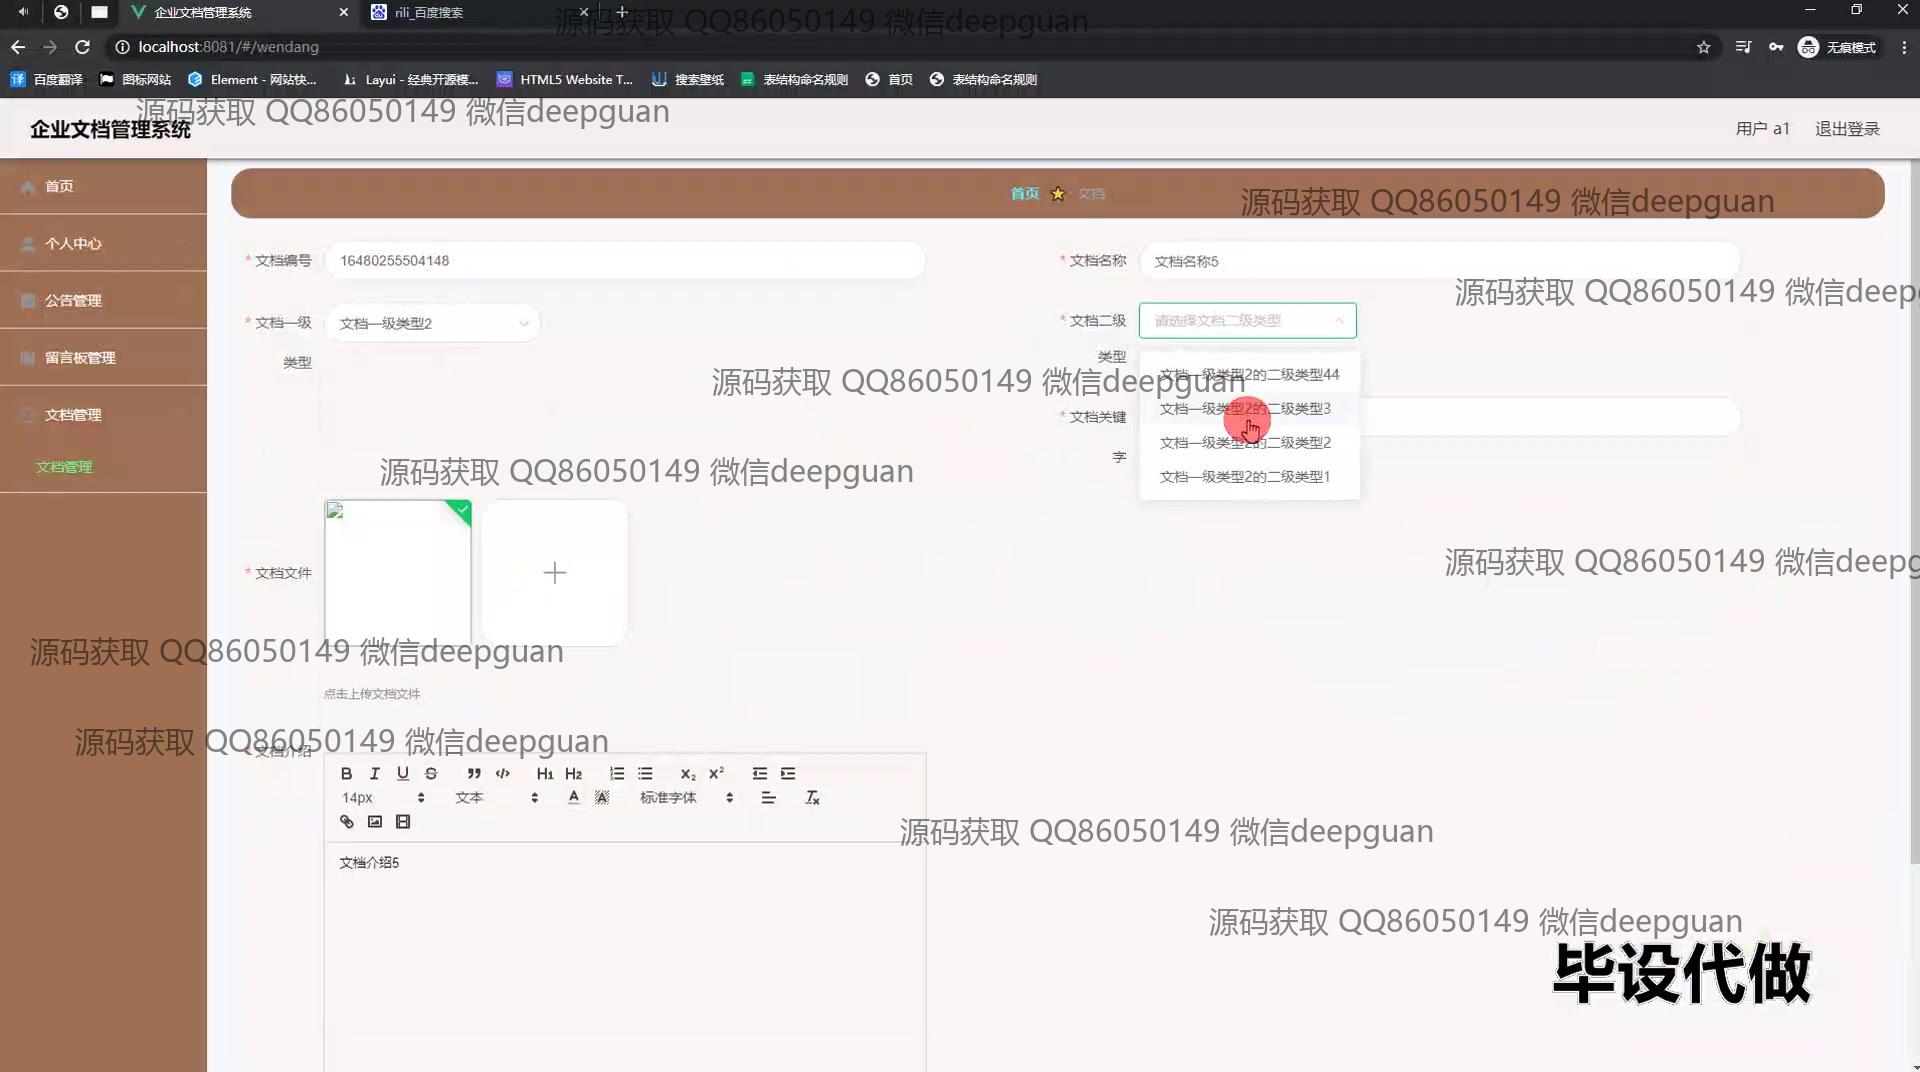 企业文档管理系统
rili_百度搜索
源码获取 QQ86050149 微信deepguan
localhost:8081/#/wendang
无痕模式
百度翻译
图标网站
Element - 网站快...
Layui - 经典开源模...
HTML5 Website T...
搜索壁纸
表结构命名规则
首页
表结构命名规则
源码获取 QQ86050149 微信deepguan
企业文档管理系统
用户 a1
退出登录
首页
首页
文档
源码获取 QQ86050149 微信deepguan
个人中心
* 文档编号
16480255504148
* 文档名称
文档名称5
公告管理
源码获取 QQ86050149 微信deep
* 文档一级类型
文档一级类型2
* 文档二级类型
请选择文档二级类型
留言板管理
源码获取 QQ86050149 微信deepguan
文档一级类型2的二级类型44
文档一级类型2的二级类型3
文档一级类型2的二级类型2
文档一级类型2的二级类型1
文档管理
* 文档关键字
文档管理
源码获取 QQ86050149 微信deepguan
* 文档文件
源码获取 QQ86050149 微信deepg
源码获取 QQ86050149 微信deepguan
点击上传文档文件
源码获取 QQ86050149 微信deepguan
文档介绍
B I U S H1 H2 X2 X2
14px
文本
A A
标准字体
Tx
源码获取 QQ86050149 微信deepguan
文档介绍5
源码获取 QQ86050149 微信deepguan
毕设代做